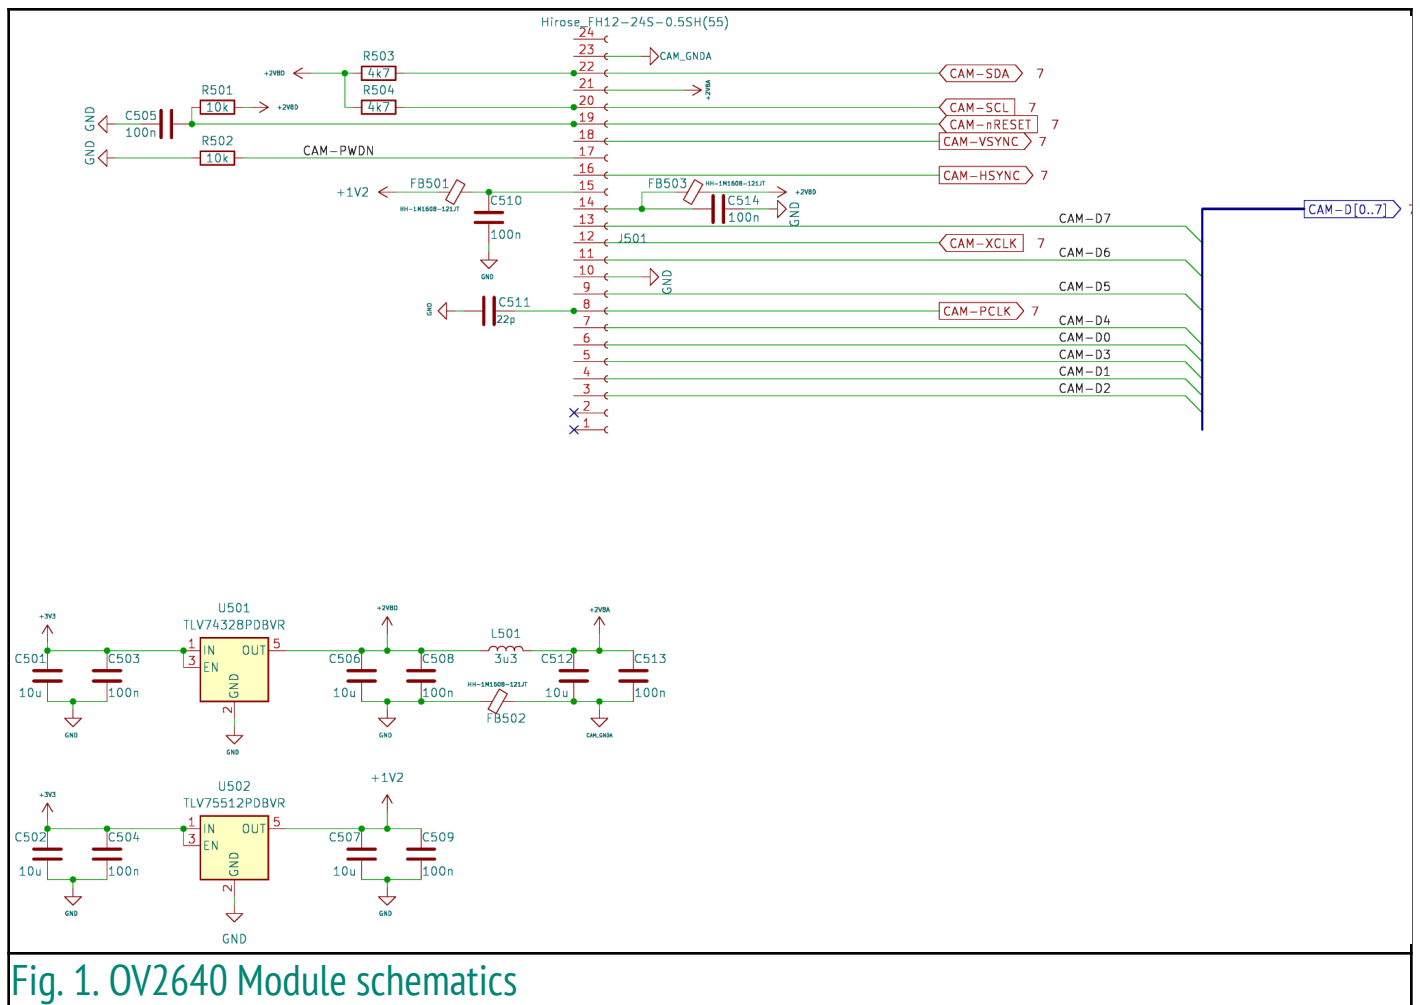 Hirose_FH12-24S-0.5SH(55)
24
23 CAM_GNDA
R503
+2V8D 4k7 22 CAM-SDA 7
21 +2V8A
R501 R504
10k +2V8D 4k7 20 CAM-SCL 7
GND C505 100n 19 CAM-nRESET 7
R502
18 CAM-VSYNC 7
GND 10k CAM-PWDN 17
16 CAM-HSYNC 7
+1V2 FB501 HH-1M1608-121JT 15 FB503 HH-1M1608-121JT +2V8D
C510 100n GND 14 C514 100n GND CAM-D[0..7]
13 CAM-D7
12 J501 CAM-XCLK 7
11 CAM-D6
10 GND
9 CAM-D5
GND C511 22p 8 CAM-PCLK 7
7 CAM-D4
6 CAM-D0
5 CAM-D3
4 CAM-D1
3 CAM-D2
2
1
U501
TLV74328PDBVR
+3V3 +2V8D +2V8A
1 IN OUT 5 L501 3u3
3 EN
GND 2
C501 10u C503 100n C506 10u C508 100n C512 10u C513 100n
HH-1M1608-121JT
FB502
GND GND GND CAM_GNDA
U502
TLV75512PDBVR
+3V3 +1V2
1 IN OUT 5
3 EN
GND 2
C502 10u C504 100n C507 10u C509 100n
GND GND GND
Fig. 1. OV2640 Module schematics